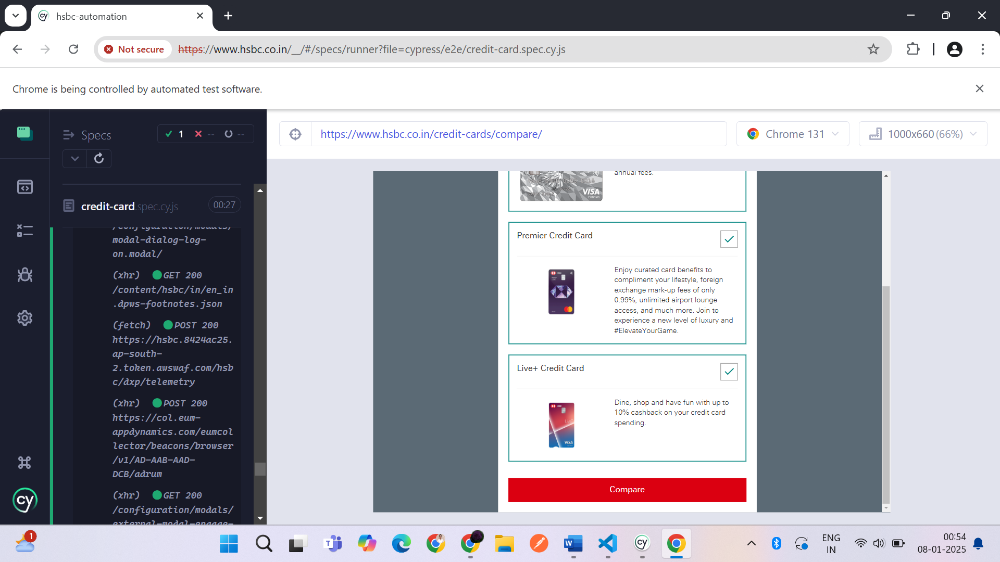 hsbc-automation
Not secure
https://www.hsbc.co.in/__/#/specs/runner?file=cypress/e2e/credit-card.spec.cy.js
Chrome is being controlled by automated test software.
Specs
1
--
--
https://www.hsbc.co.in/credit-cards/compare/
Chrome 131
1000x660 (66%)
credit-card.spec.cy.js
00:27
/configuration/modals/
modal-dialog-log-
on.modal/
(xhr) GET 200
/content/hsbc/in/en_in
.dpws-footnotes.json
(fetch) POST 200
https://hsbc.8424ac25.
ap-south-
2.token.awswaf.com/hsb
c/dxp/telemetry
(xhr) POST 200
https://col.eum-
appdynamics.com/eumcol
lector/beacons/browser
/v1/AD-AAB-AAD-
DCB/adrum
(xhr) GET 200
/configuration/modals/
external-modal-engage-
cy
annual fees.
VISA
Platinum
Premier Credit Card
Enjoy curated card benefits to
compliment your lifestyle, foreign
exchange mark-up fees of only
0.99%, unlimited airport lounge
access, and much more. Join to
experience a new level of luxury and
#ElevateYourGame.
Live+ Credit Card
Dine, shop and have fun with up to
10% cashback on your credit card
spending.
VISA
Compare
1
ENG
IN
00:54
08-01-2025